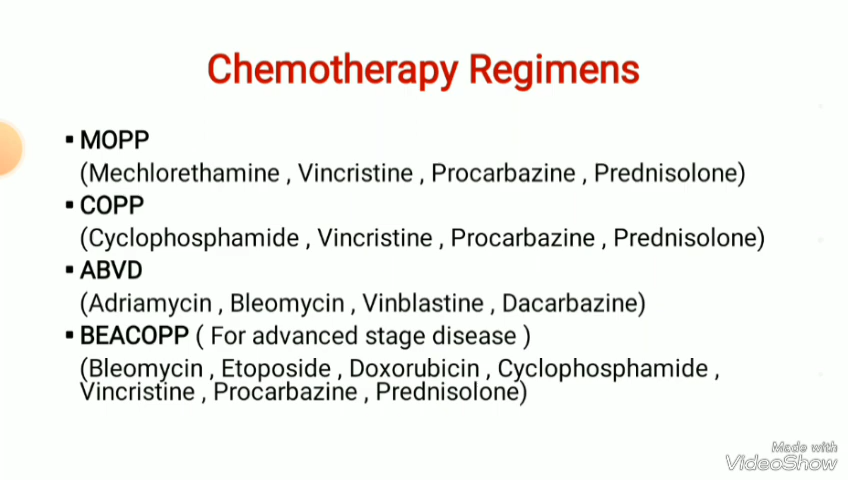 Chemotherapy Regimens
▪ MOPP
(Mechlorethamine , Vincristine , Procarbazine , Prednisolone)
▪ COPP
(Cyclophosphamide , Vincristine , Procarbazine , Prednisolone)
▪ ABVD
(Adriamycin , Bleomycin , Vinblastine , Dacarbazine)
▪ BEACOPP ( For advanced stage disease )
(Bleomycin , Etoposide , Doxorubicin , Cyclophosphamide ,
Vincristine , Procarbazine , Prednisolone)
Made with
VideoShow